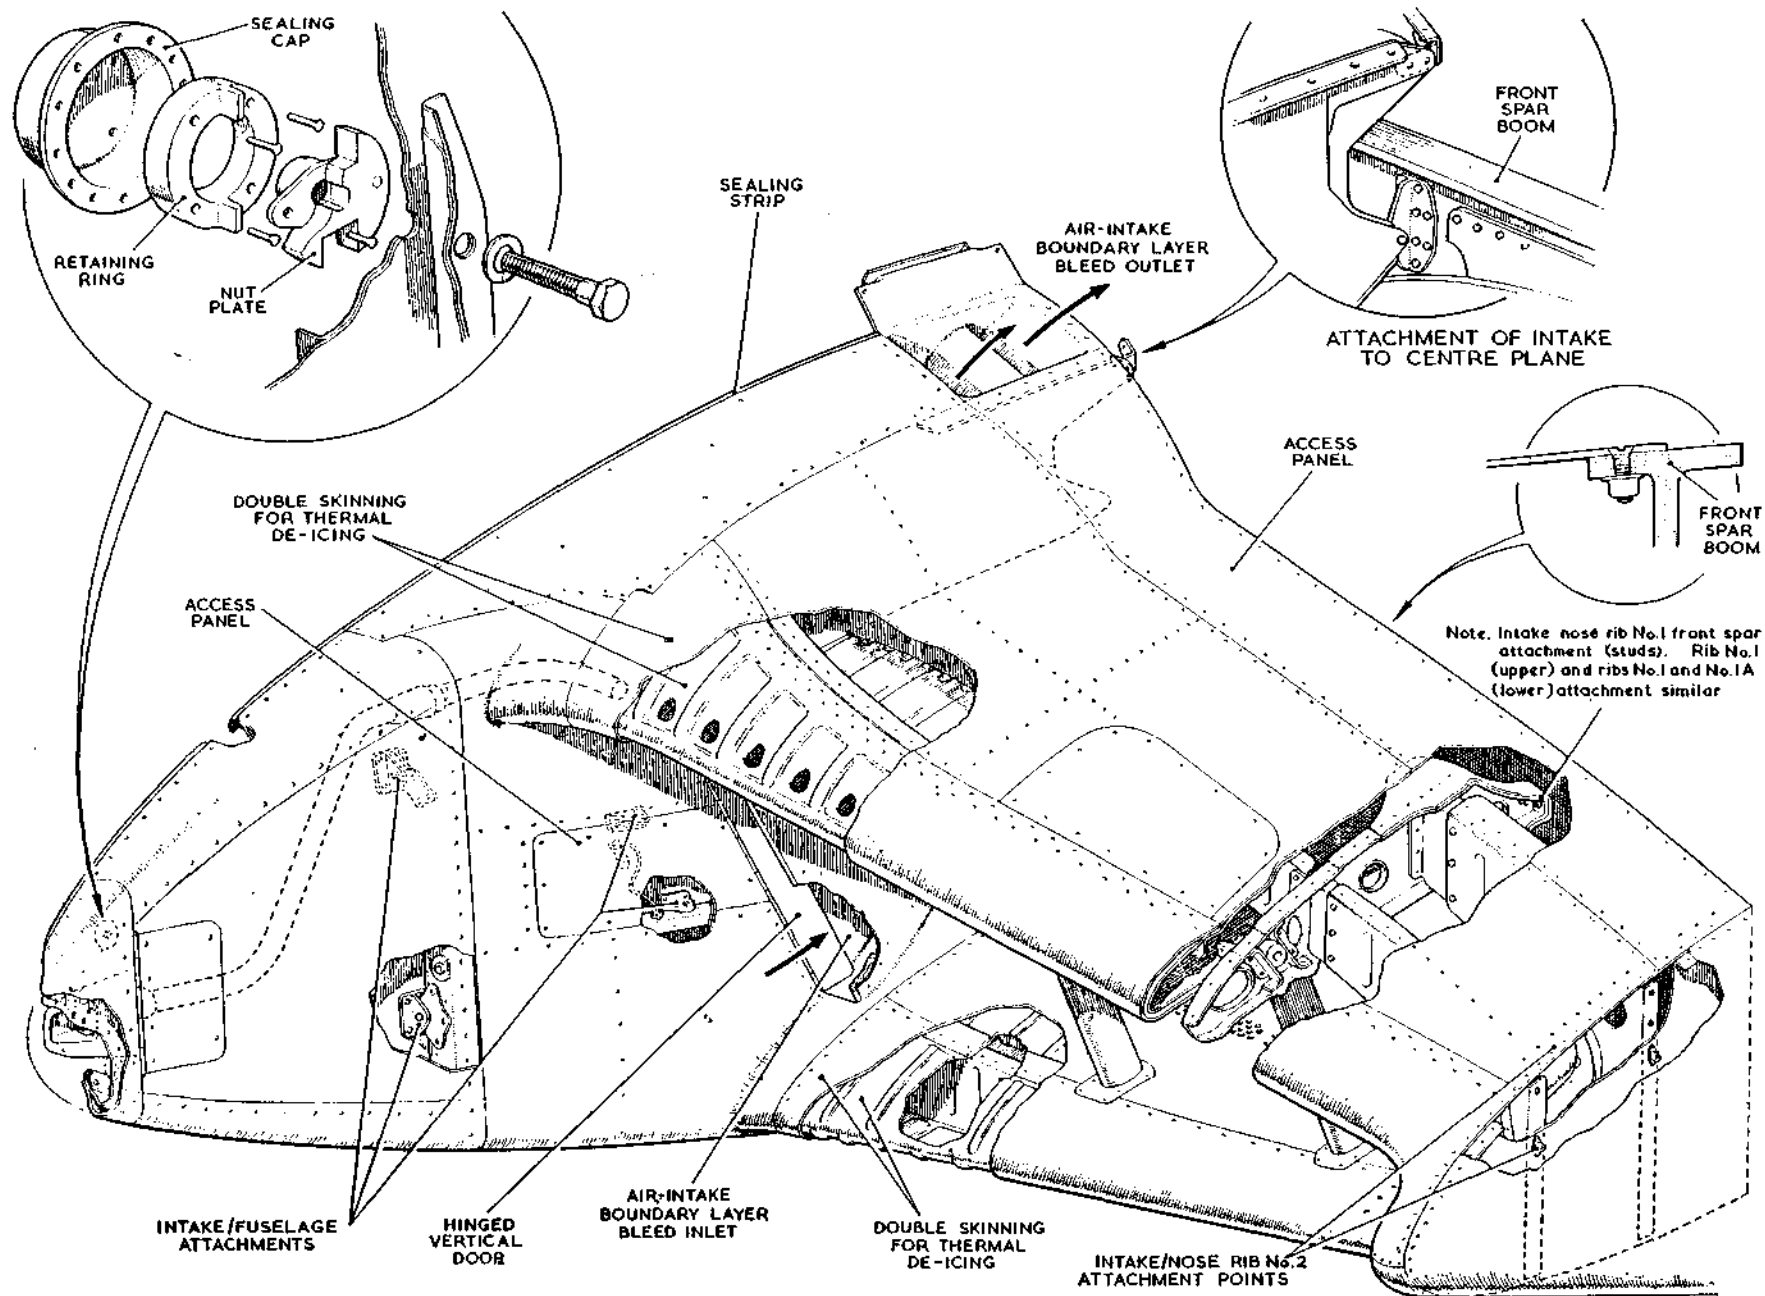 SEALING
CAP
RETAINING
RING
NUT
PLATE
SEALING
STRIP
AIR-INTAKE
BOUNDARY LAYER
BLEED OUTLET
FRONT
SPAR
BOOM
ATTACHMENT OF INTAKE
TO CENTRE PLANE
ACCESS
PANEL
FRONT
SPAR
BOOM
DOUBLE SKINNING
FOR THERMAL
DE-ICING
ACCESS
PANEL
Note. Intake nose rib No.1 front spar
attachment (studs). Rib No.1
(upper) and ribs No.1 and No.1A
(lower) attachment similar
INTAKE/FUSELAGE
ATTACHMENTS
HINGED
VERTICAL
DOOR
AIR-INTAKE
BOUNDARY LAYER
BLEED INLET
DOUBLE SKINNING
FOR THERMAL
DE-ICING
INTAKE/NOSE RIB No.2
ATTACHMENT POINTS